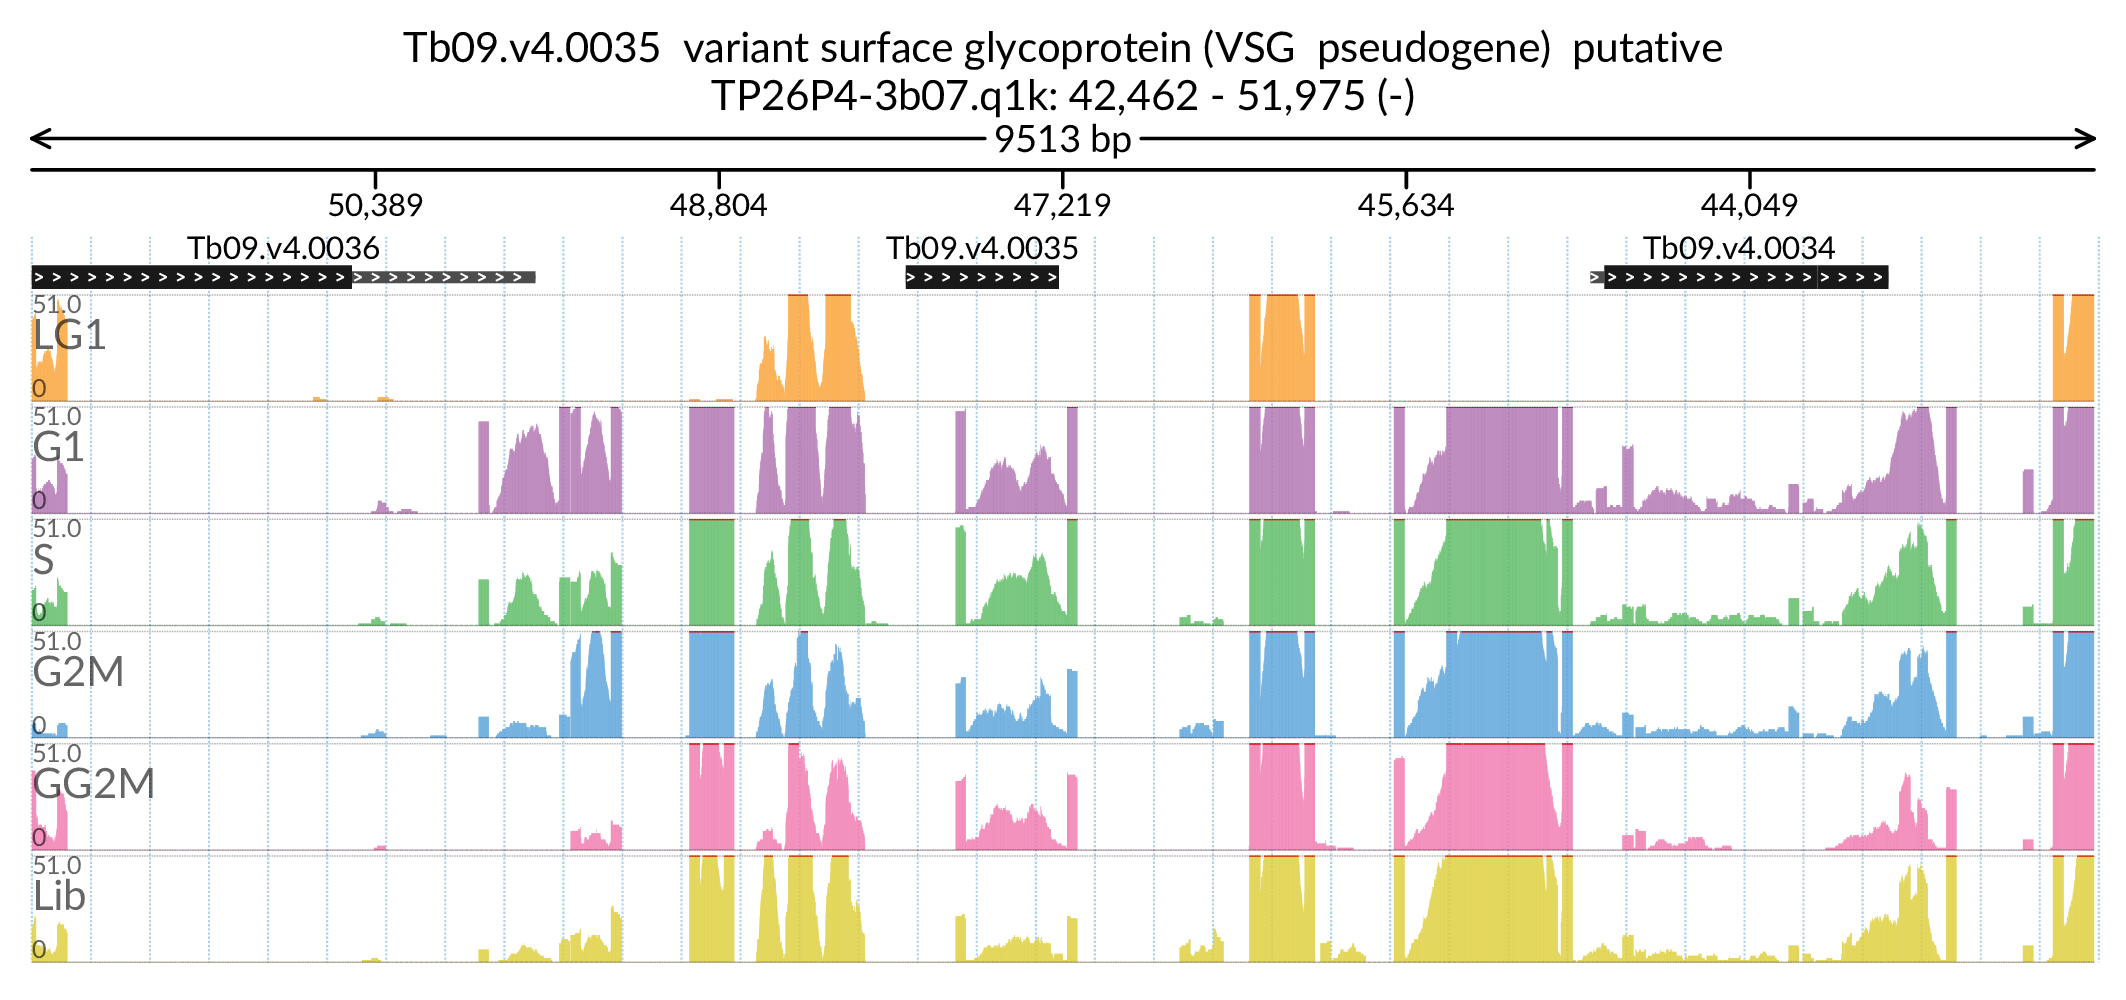 Tb09.v4.0035  variant surface glycoprotein (VSG  pseudogene)  putative
TP26P4-3b07.q1k: 42,462 - 51,975 (-)
9513 bp
50,389 48,804 47,219 45,634 44,049
Tb09.v4.0036 Tb09.v4.0035 Tb09.v4.0034
51.0
LG1
0
51.0
G1
0
51.0
S
0
51.0
G2M
0
51.0
GG2M
0
51.0
Lib
0